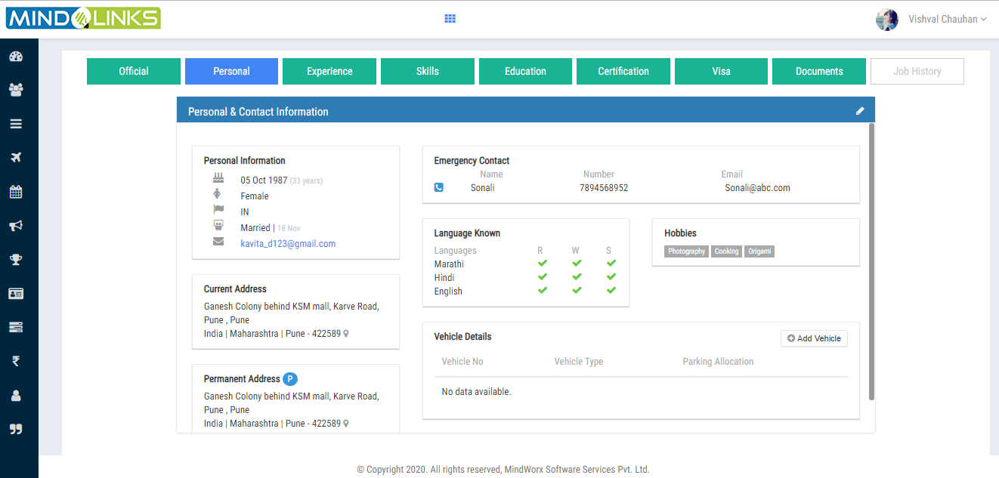 MINDLINKS
Vishval Chauhan
Official
Personal
Experience
Skills
Education
Certification
Visa
Documents
Job History
Personal & Contact Information
Personal Information
05 Oct 1987 (33 years)
Female
IN
Married | 18 Nov
kavita_d123@gmail.com
Current Address
Ganesh Colony behind KSM mall, Karve Road,
Pune , Pune
India | Maharashtra | Pune - 422589
Permanent Address P
Ganesh Colony behind KSM mall, Karve Road,
Pune , Pune
India | Maharashtra | Pune - 422589
Emergency Contact
Name Number Email
Sonali 7894568952 Sonali@abc.com
Language Known
Languages R W S
Marathi
Hindi
English
Hobbies
Photography Cooking Origami
Vehicle Details
Add Vehicle
Vehicle No Vehicle Type Parking Allocation
No data available.
© Copyright 2020. All rights reserved, MindWorx Software Services Pvt. Ltd.